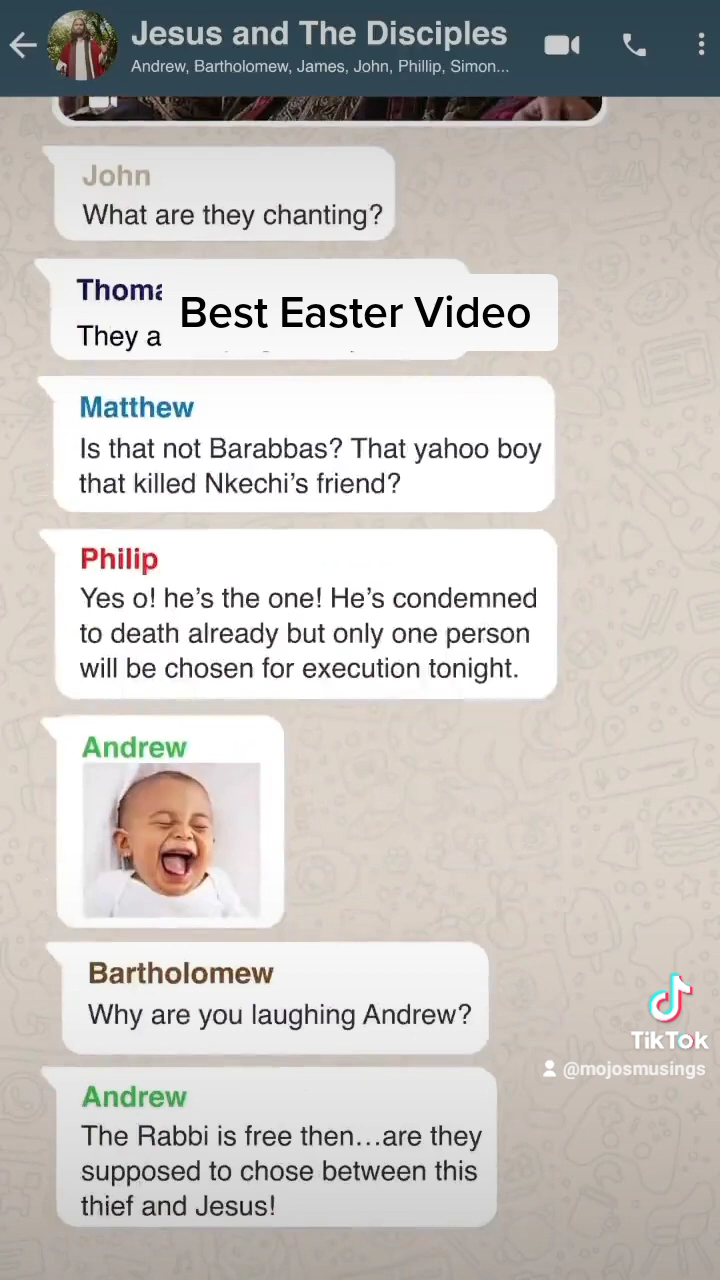 Jesus and The Disciples
Andrew, Bartholomew, James, John, Phillip, Simon...
John
What are they chanting?
Best Easter Video
They a
Matthew
Is that not Barabbas? That yahoo boy
that killed Nkechi’s friend?
Philip
Yes o! he’s the one! He’s condemned
to death already but only one person
will be chosen for execution tonight.
Andrew
Bartholomew
Why are you laughing Andrew?
TikTok
@mojosmusings
Andrew
The Rabbi is free then...are they
supposed to chose between this
thief and Jesus!